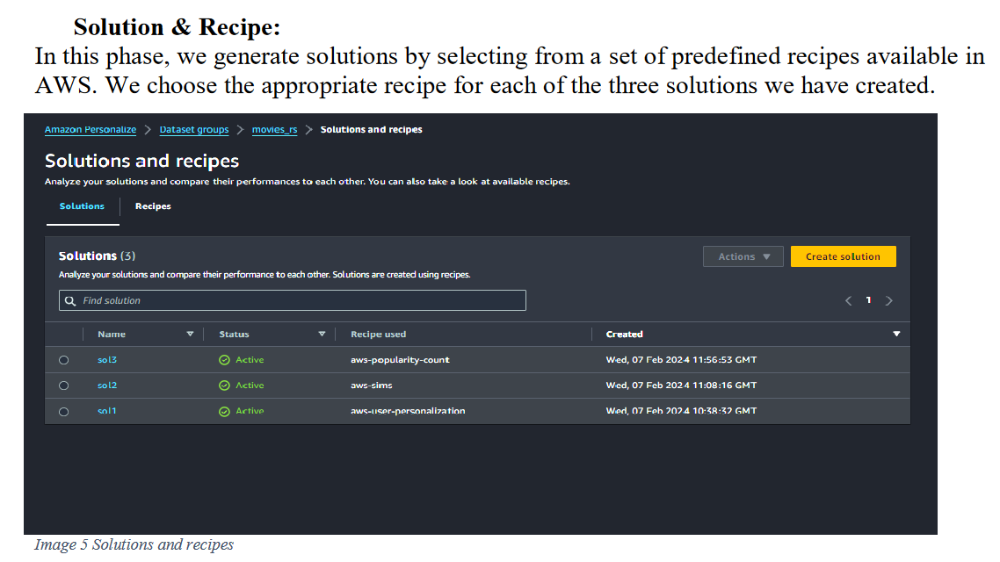 Solution & Recipe:
In this phase, we generate solutions by selecting from a set of predefined recipes available in
AWS. We choose the appropriate recipe for each of the three solutions we have created.
Amazon Personalize > Dataset groups > movies_rs > Solutions and recipes
Solutions and recipes
Analyze your solutions and compare their performances to each other. You can also take a look at available recipes.
Solutions Recipes
Solutions (3) Actions Create solution
Analyze your solutions and compare their performance to each other. Solutions are created using recipes.
Find solution < 1 >
Name Status Recipe used Created
sol3 Active aws-popularity-count Wed, 07 Feb 2024 11:56:53 GMT
sol2 Active aws-sims Wed, 07 Feb 2024 11:08:16 GMT
sol1 Active aws-user-personalization Wed, 07 Feb 2024 10:38:32 GMT
Image 5 Solutions and recipes